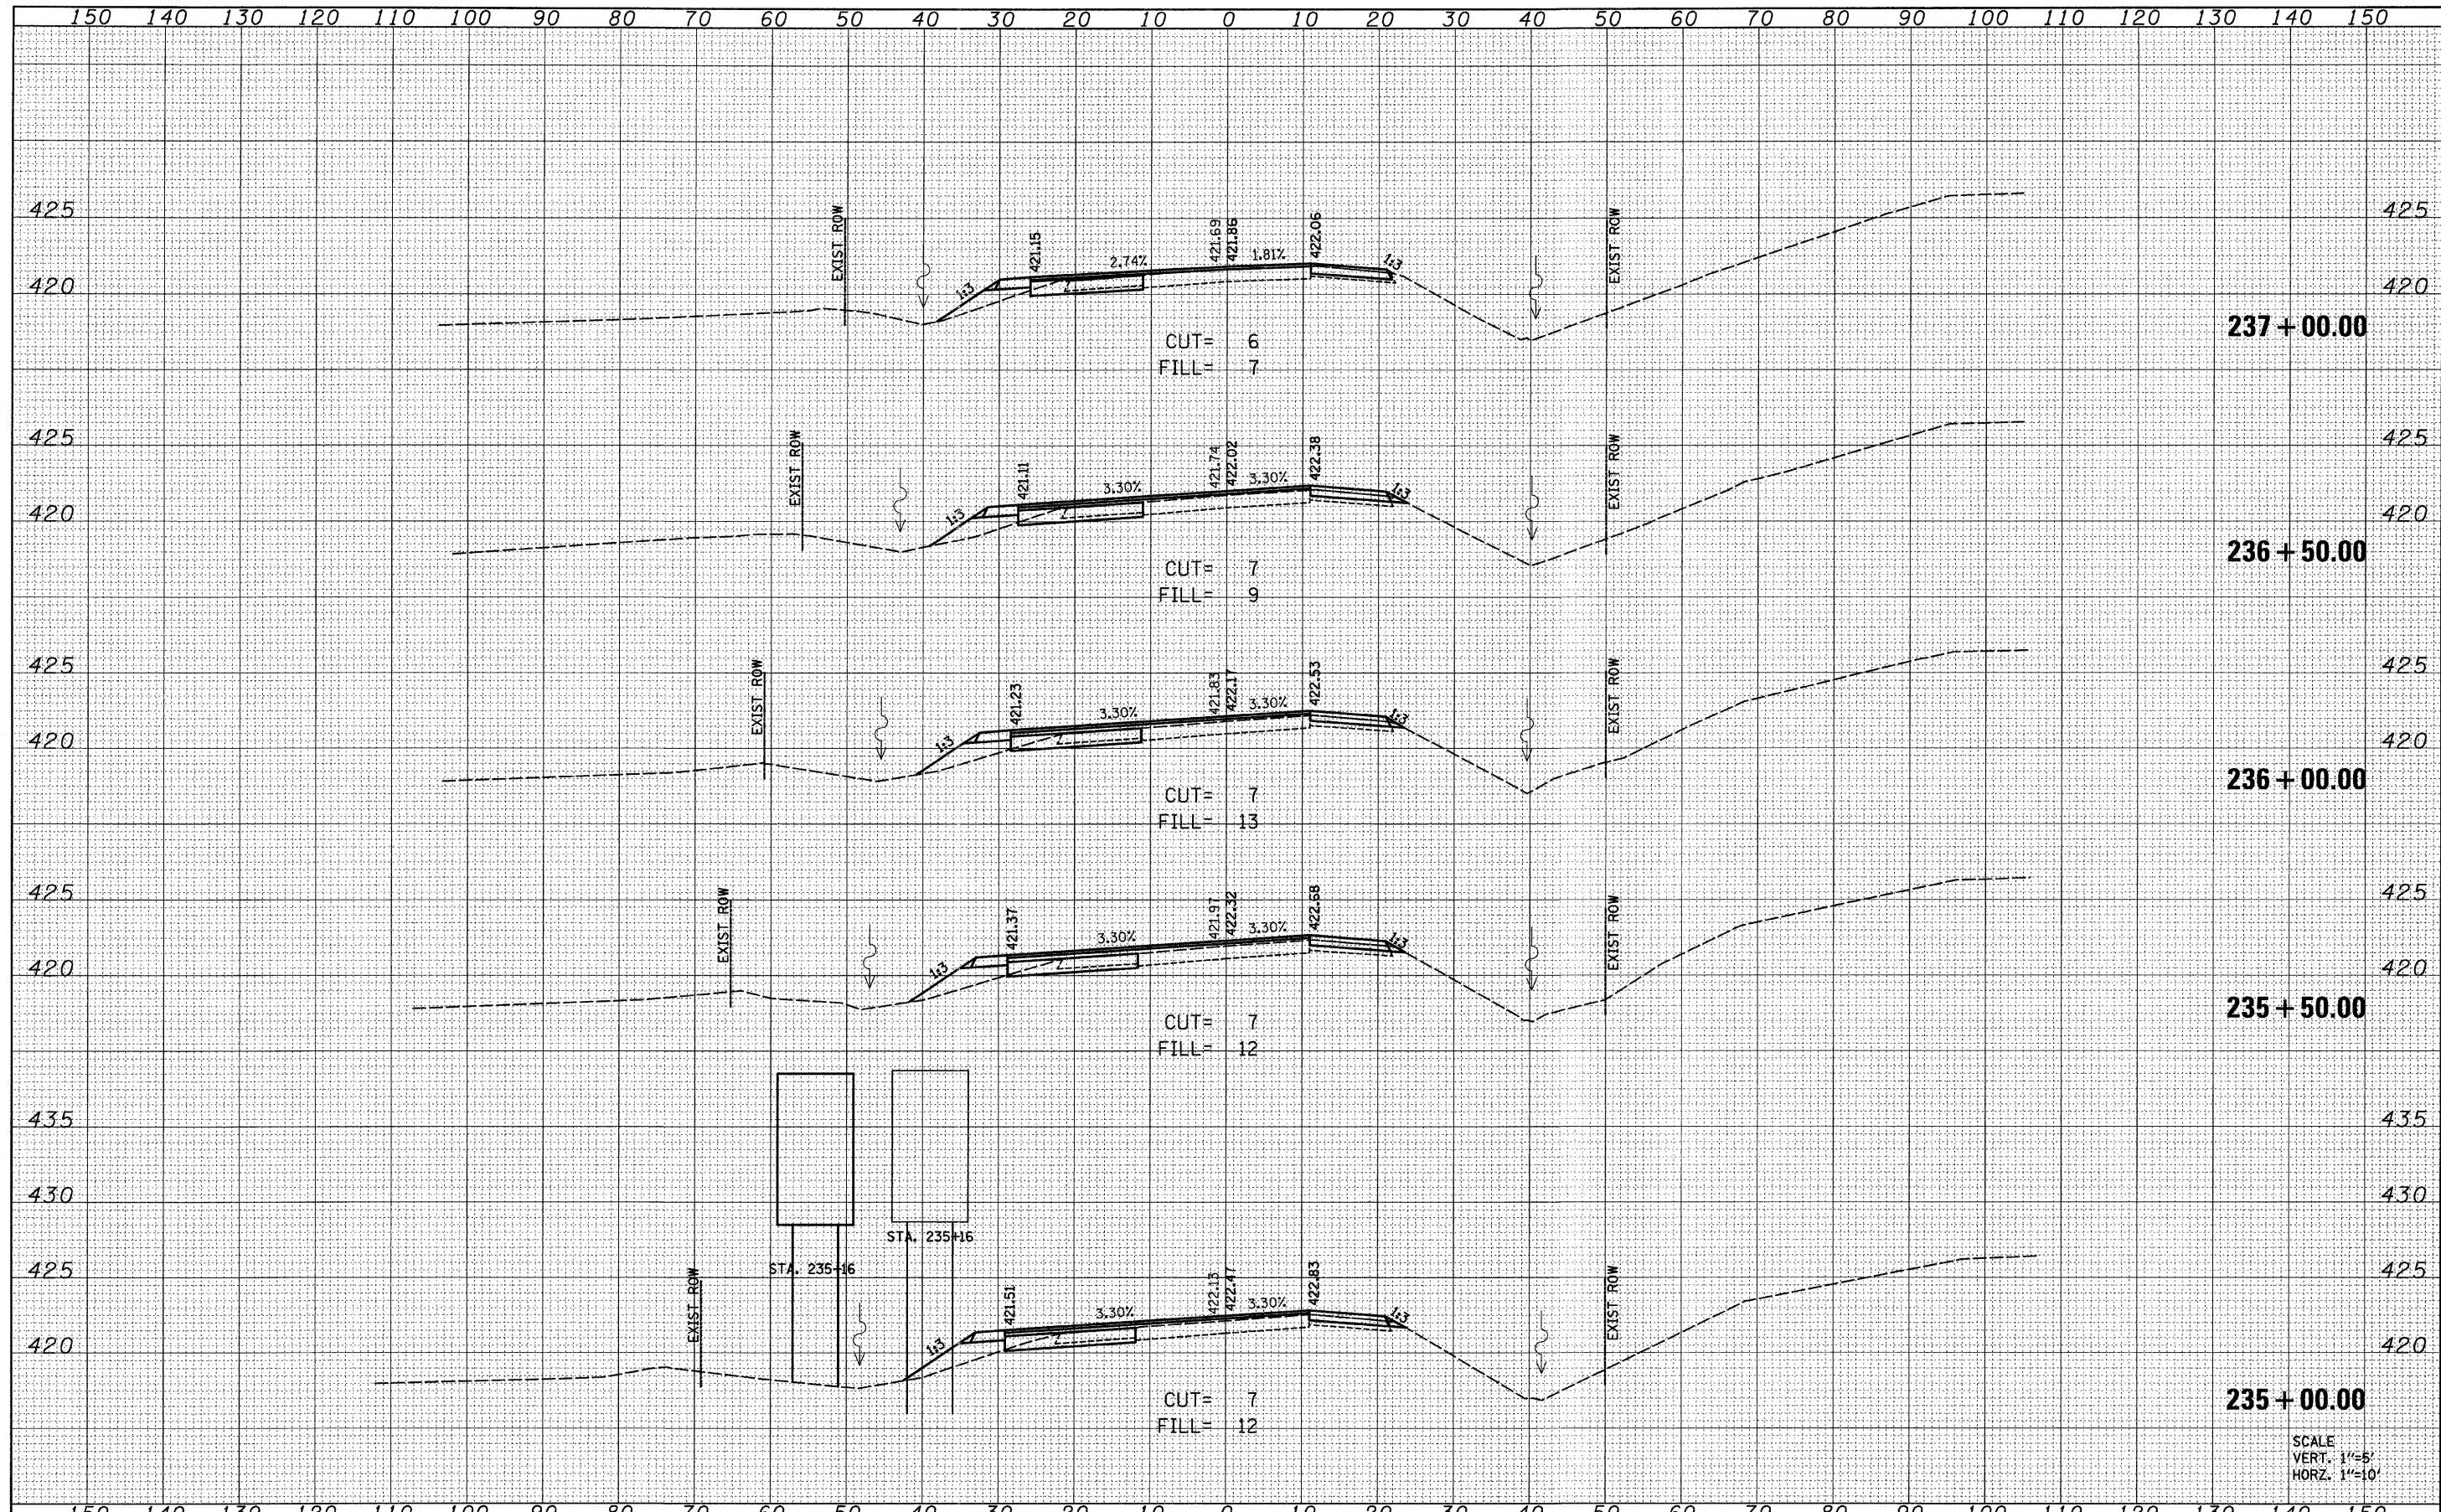 150 140 130 120 110 100 90 80 70 60 50 40 30 20 10 0 10 20 30 40 50 60 70 80 90 100 110 120 130 140 150
425 425
EXIST ROW
421.15
2.74%
421.69
421.86
1.81%
422.06
1:3
EXIST ROW
420 420
1:3
237+00.00
CUT= 6
FILL= 7
425 425
EXIST ROW
421.11
3.30%
421.74
422.02
3.30%
422.38
1:3
EXIST ROW
420 420
1:3
236+50.00
CUT= 7
FILL= 9
425 425
EXIST ROW
421.23
3.30%
421.83
422.17
3.30%
422.53
1:3
EXIST ROW
420 420
1:3
236+00.00
CUT= 7
FILL= 13
425 425
EXIST ROW
421.37
3.30%
421.97
422.32
3.30%
422.68
1:3
EXIST ROW
420 420
1:3
235+50.00
CUT= 7
FILL= 12
435 435
430 430
STA. 235+16
STA. 235+16
425 425
EXIST ROW
421.51
3.30%
422.13
422.47
3.30%
422.83
1:3
EXIST ROW
420 420
1:3
235+00.00
CUT= 7
FILL= 12
SCALE
VERT. 1"=5'
HORZ. 1"=10'
150 140 130 120 110 100 90 80 70 60 50 40 30 20 10 0 10 20 30 40 50 60 70 80 90 100 110 120 130 140 150